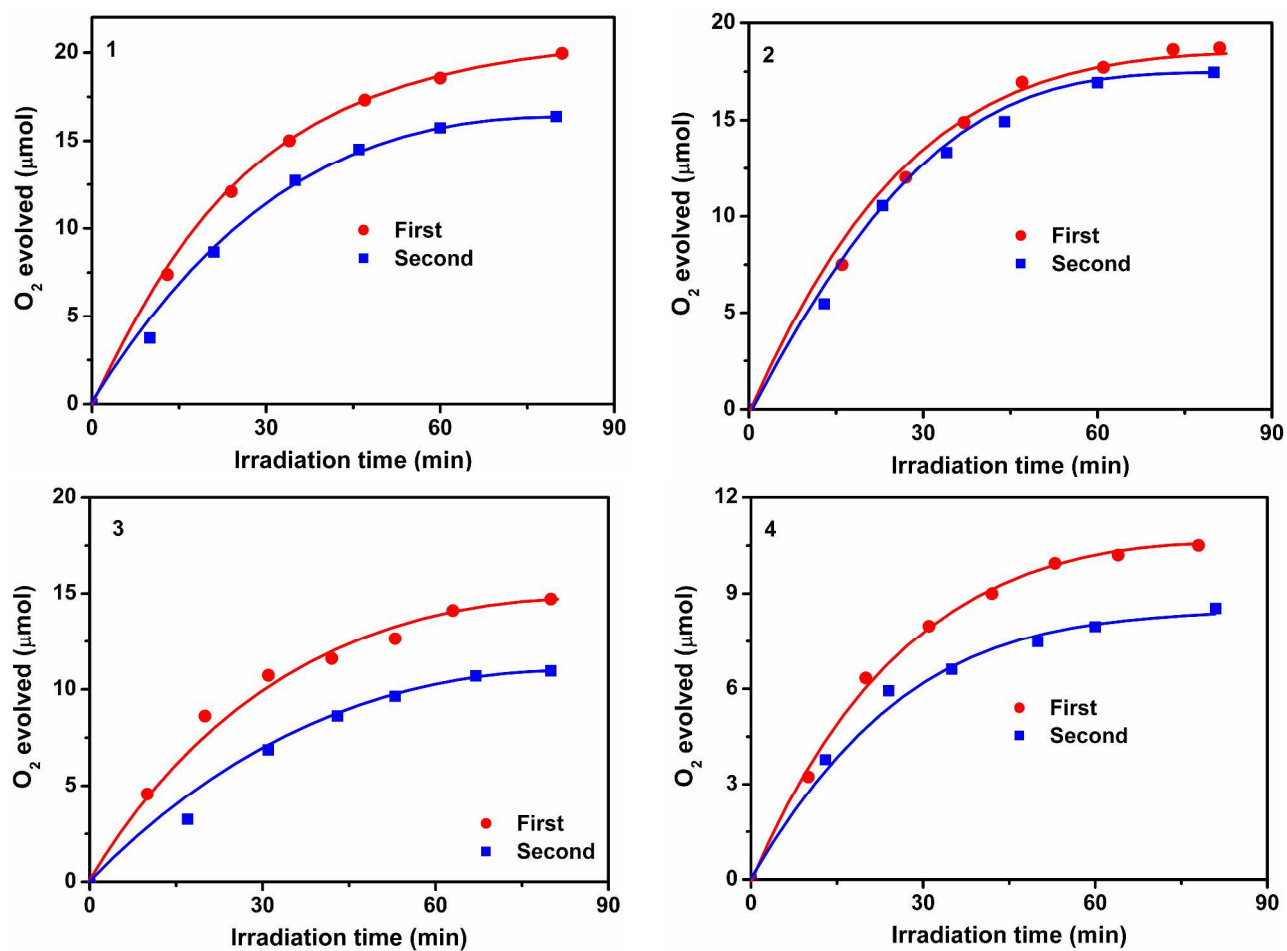 1
20
15
10
5
0
O₂ evolved (μmol)
First
Second
0 30 60 90
Irradiation time (min)
2
20
15
10
5
0
O₂ evolved (μmol)
First
Second
0 30 60 90
Irradiation time (min)
3
20
15
10
5
0
O₂ evolved (μmol)
First
Second
0 30 60 90
Irradiation time (min)
4
12
9
6
3
0
O₂ evolved (μmol)
First
Second
0 30 60 90
Irradiation time (min)